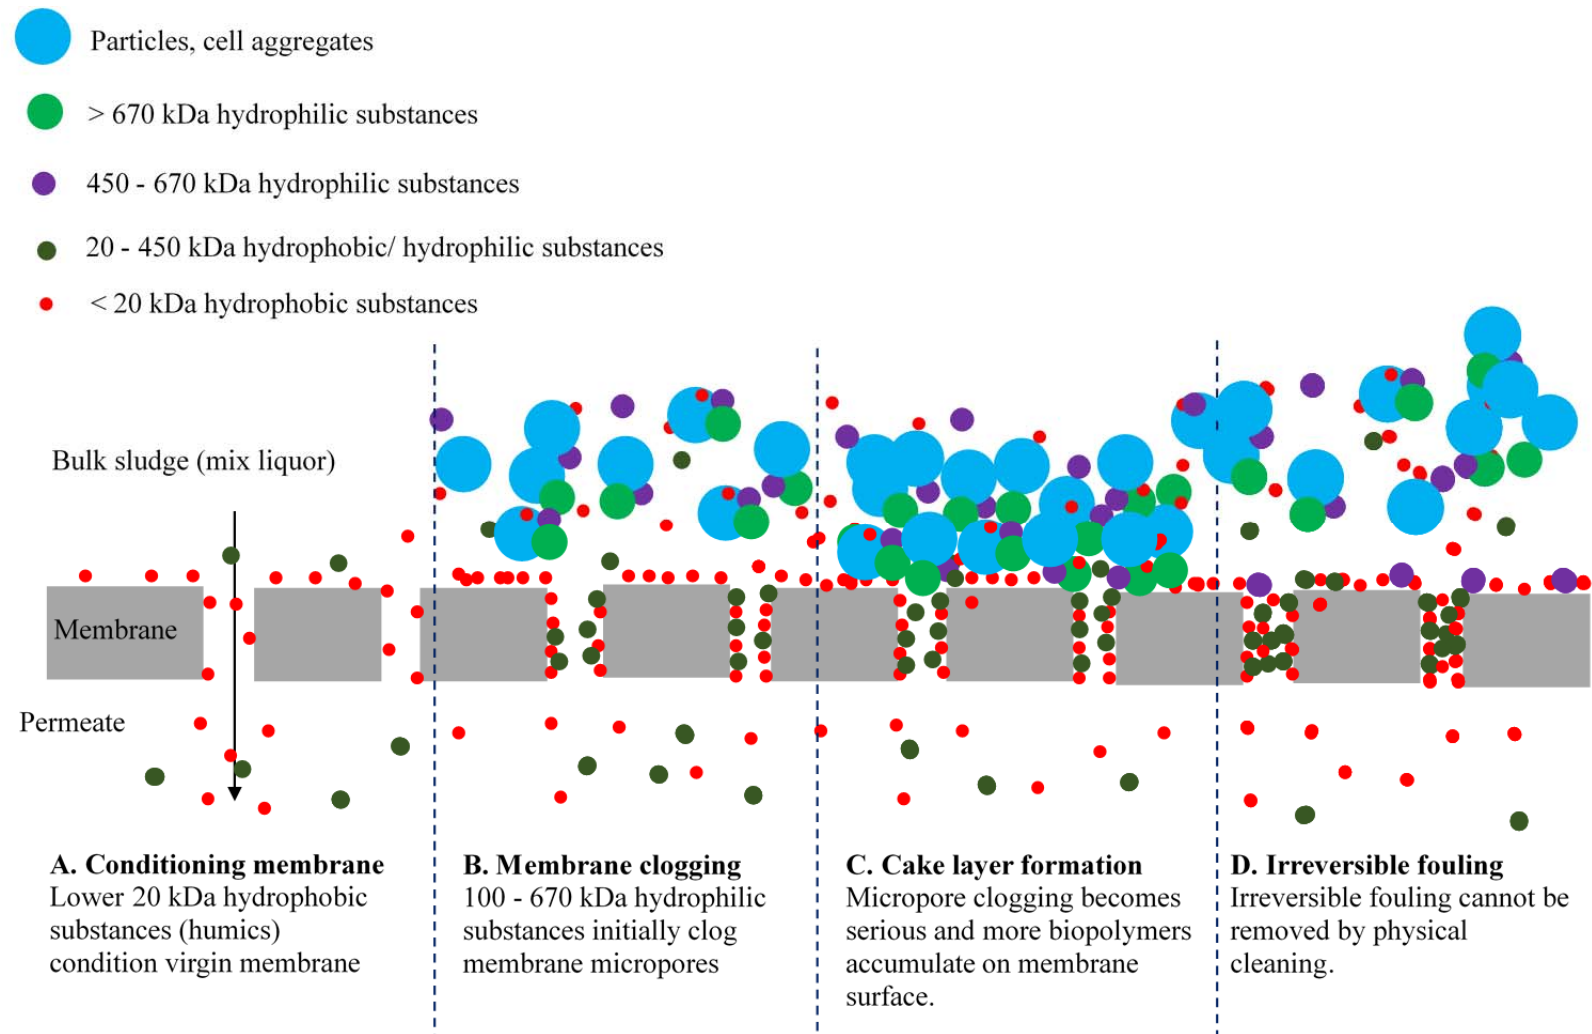 Particles, cell aggregates
> 670 kDa hydrophilic substances
450 - 670 kDa hydrophilic substances
20 - 450 kDa hydrophobic/ hydrophilic substances
< 20 kDa hydrophobic substances
Bulk sludge (mix liquor)
Membrane
Permeate
A. Conditioning membrane
Lower 20 kDa hydrophobic
substances (humics)
condition virgin membrane
B. Membrane clogging
100 - 670 kDa hydrophilic
substances initially clog
membrane micropores
C. Cake layer formation
Micropore clogging becomes
serious and more biopolymers
accumulate on membrane
surface.
D. Irreversible fouling
Irreversible fouling cannot be
removed by physical
cleaning.